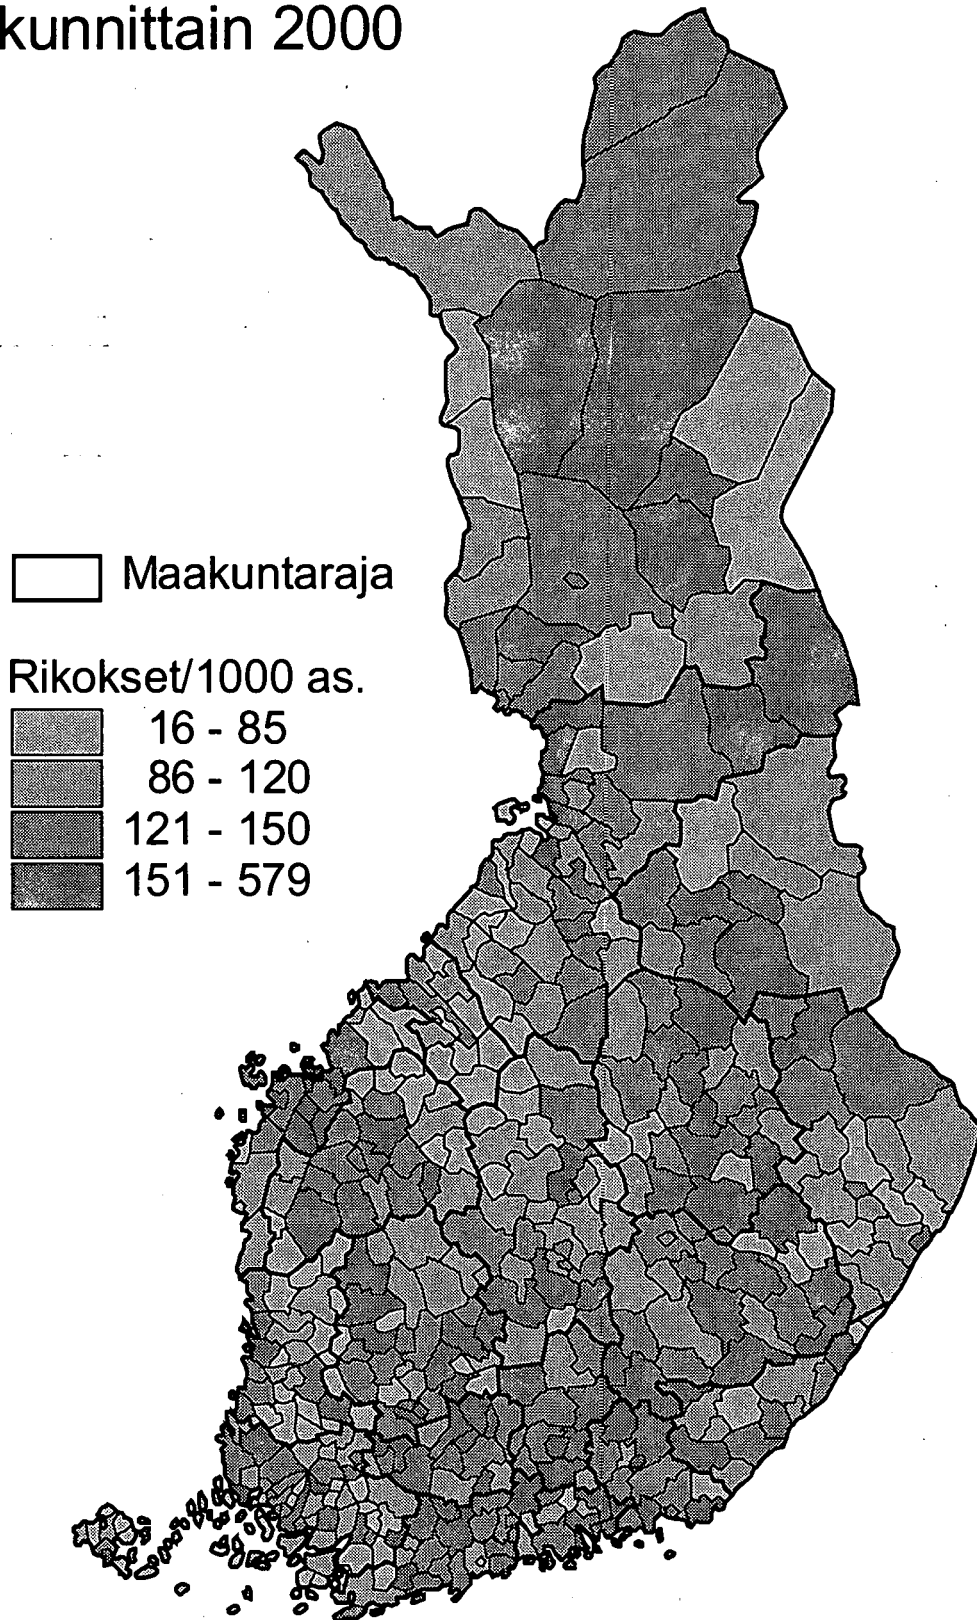 kunnittain 2000
Maakuntaraja
Rikokset/1000 as.
16 - 85
86 - 120
121 - 150
151 - 579